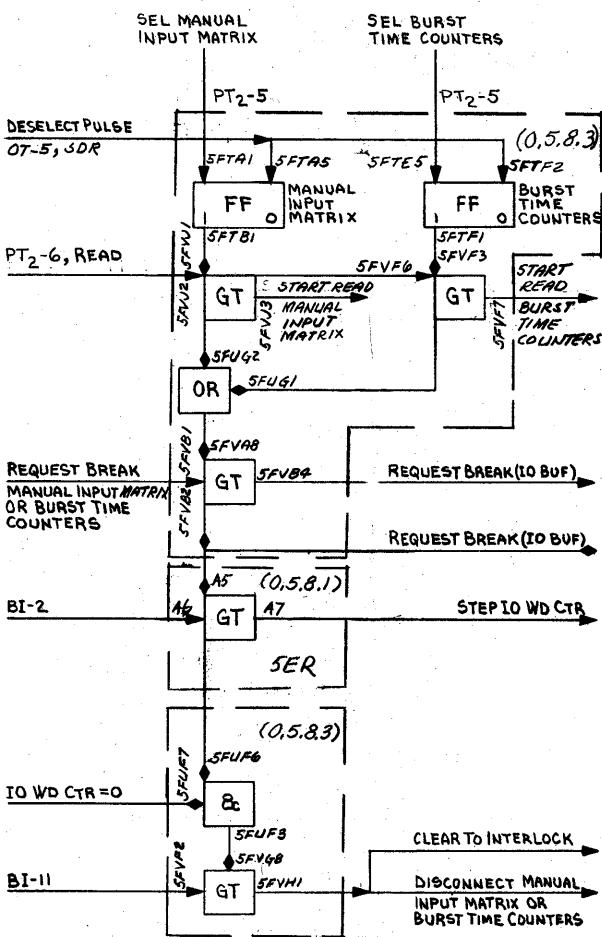 SEL MANUAL
INPUT MATRIX
SEL BURST
TIME COUNTERS
PT2-5
PT2-5
DESELECT PULSE
OT-5, SDR
(0,5.8.3)
5FTA1
5FTA5
5FTE5
5FTF2
FF
1
0
MANUAL
INPUT
MATRIX
FF
1
0
BURST
TIME
COUNTERS
5FTB1
5FTF1
5FVJ1
PT2-6, READ
5FVF6
5FVF3
5FVJ2
GT
5FVJ3
START READ
MANUAL
INPUT
MATRIX
GT
5FVF7
START
READ
BURST
TIME
COUNTERS
5FUG2
OR
5FUG1
5FVB1
5FVA8
REQUEST BREAK
MANUAL INPUT MATRIX
OR BURST TIME
COUNTERS
5FVB2
GT
5FVB4
REQUEST BREAK (IO BUF)
REQUEST BREAK (IO BUF)
A5
(0,5.8.1)
BI-2
A6
GT
A7
STEP IO WD CTR
5ER
(0,5.8.3)
5FUF6
5FUF7
IO WD CTR=0
&
5FUF3
5FVG8
BI-11
5FVF2
GT
5FVH1
CLEAR TO INTERLOCK
DISCONNECT MANUAL
INPUT MATRIX OR
BURST TIME COUNTERS